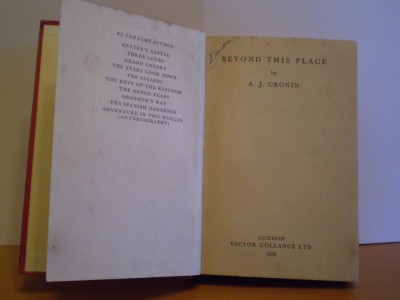 BY THE SAME AUTHOR
HATTER'S CASTLE
THREE LOVES
GRAND CANARY
THE STARS LOOK DOWN
THE CITADEL
THE KEYS OF THE KINGDOM
THE GREEN YEARS
SHANNON'S WAY
THE SPANISH GARDENER
ADVENTURE IN TWO WORLDS
(AUTOBIOGRAPHY)
BEYOND THIS PLACE
by
A. J. CRONIN
LONDON
VICTOR GOLLANCZ LTD
1953